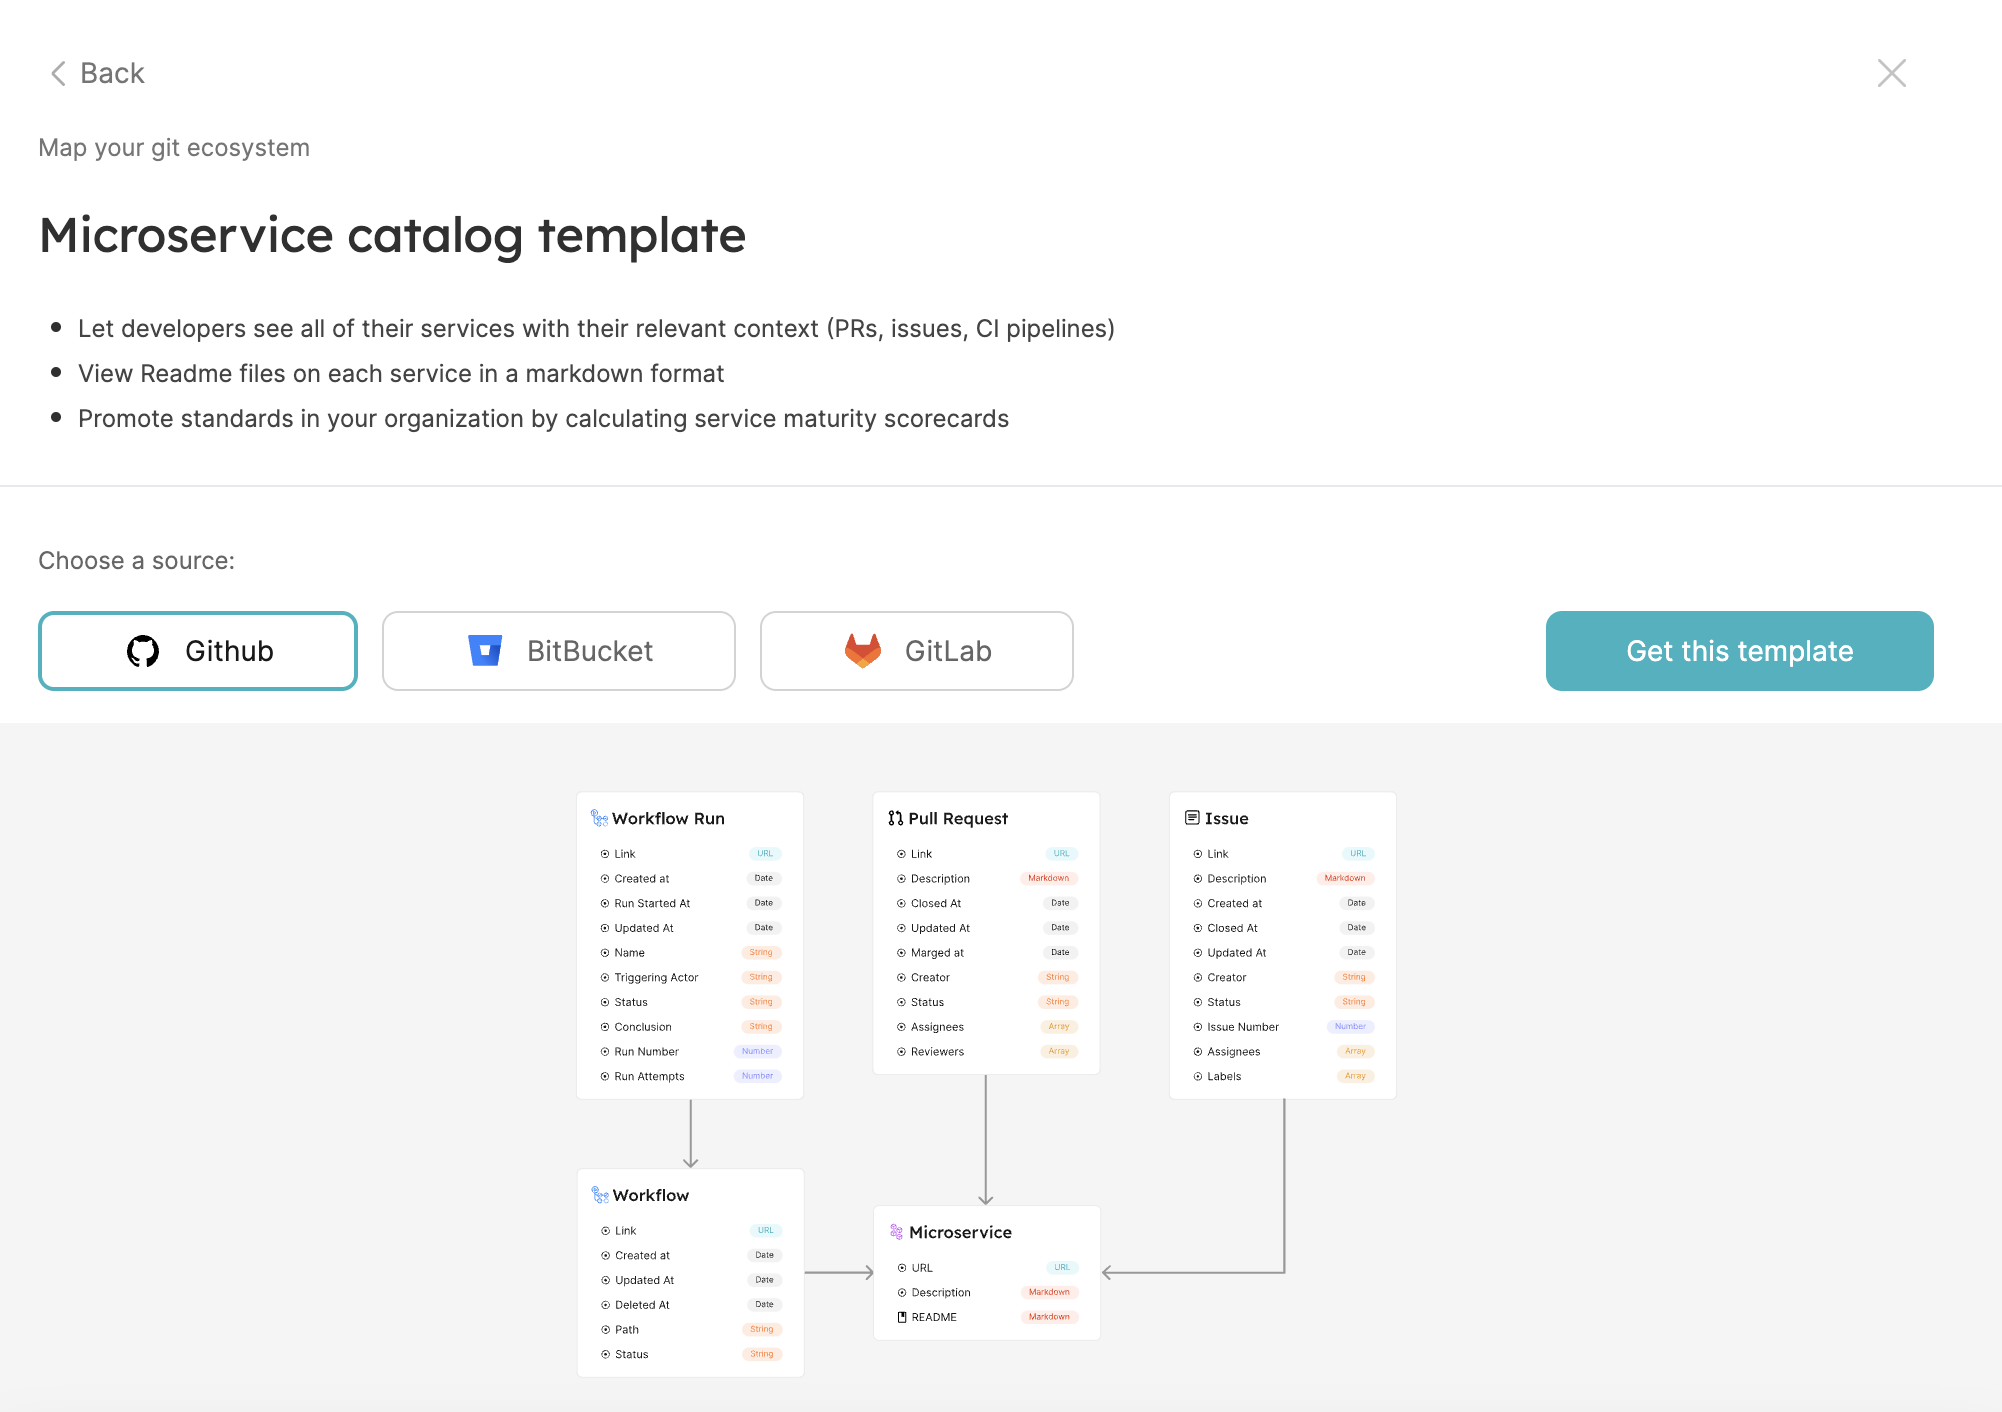 Back
Map your git ecosystem
Microservice catalog template
Let developers see all of their services with their relevant context (PRs, issues, CI pipelines)
View Readme files on each service in a markdown format
Promote standards in your organization by calculating service maturity scorecards
Choose a source:
Github
BitBucket
GitLab
Get this template
Workflow Run
Link URL
Created at Date
Run Started At Date
Updated At Date
Name String
Triggering Actor String
Status String
Conclusion String
Run Number Number
Run Attempts Number
Pull Request
Link URL
Description Markdown
Closed At Date
Updated At Date
Marged at Date
Creator String
Status String
Assignees Array
Reviewers Array
Issue
Link URL
Description Markdown
Created at Date
Closed At Date
Updated At Date
Creator String
Status String
Issue Number Number
Assignees Array
Labels Array
Workflow
Link URL
Created at Date
Updated At Date
Deleted At Date
Path String
Status String
Microservice
URL URL
Description Markdown
README Markdown